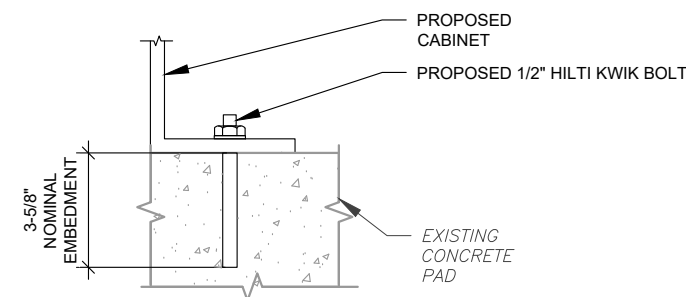 PROPOSED
CABINET
PROPOSED 1/2" HILTI KWIK BOLT
3-5/8"
NOMINAL
EMBEDMENT
EXISTING
CONCRETE
PAD